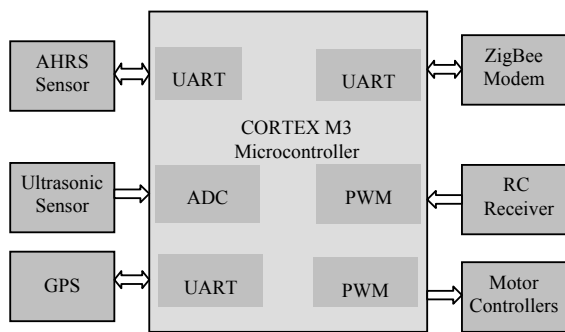 AHRS
Sensor
UART
UART
ZigBee
Modem
CORTEX M3
Microcontroller
Ultrasonic
Sensor
ADC
PWM
RC
Receiver
GPS
UART
PWM
Motor
Controllers